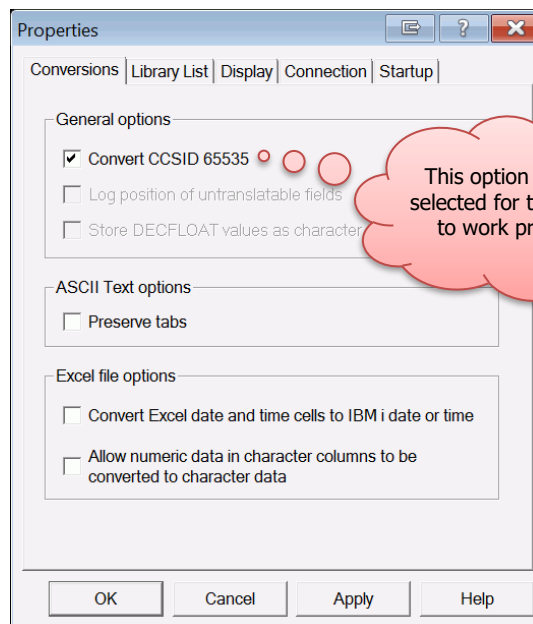 Properties
?
Conversions Library List Display Connection Startup
General options
Convert CCSID 65535
Log position of untranslatable fields
Store DECFLOAT values as character
This option
selected for t
to work pr
ASCII Text options
Preserve tabs
Excel file options
Convert Excel date and time cells to IBM i date or time
Allow numeric data in character columns to be
converted to character data
OK Cancel Apply Help